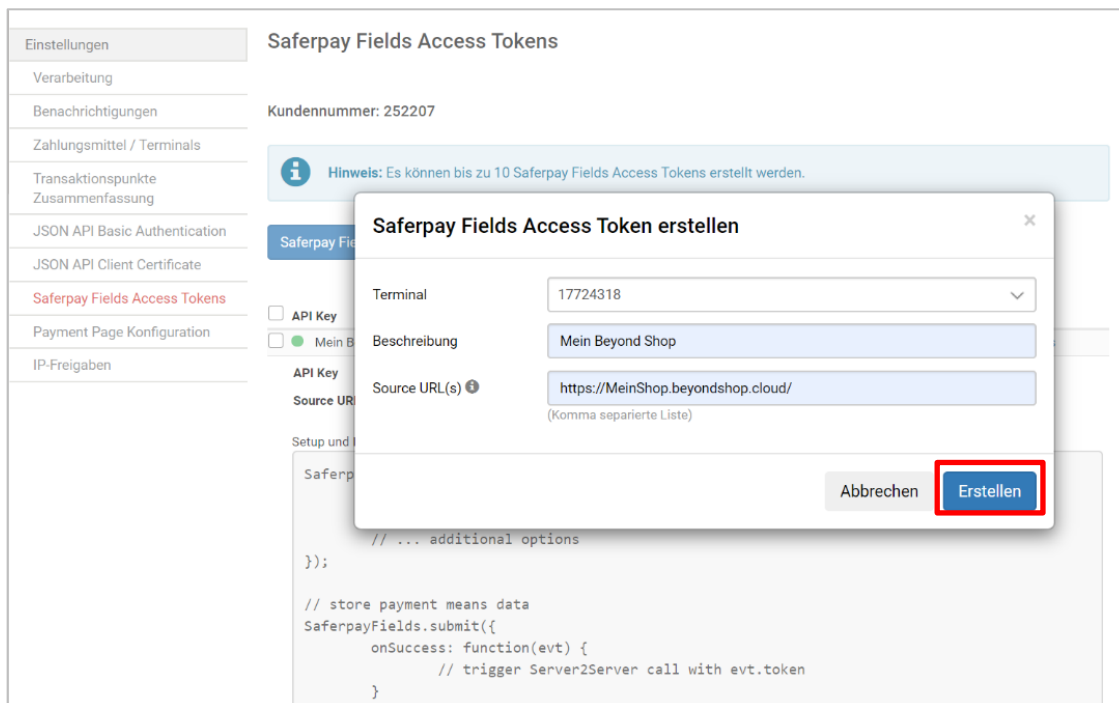 Einstellungen
Verarbeitung
Benachrichtigungen
Zahlungsmittel / Terminals
Transaktionspunkte
Zusammenfassung
JSON API Basic Authentication
JSON API Client Certificate
Saferpay Fields Access Tokens
Payment Page Konfiguration
IP-Freigaben
Saferpay Fields Access Tokens
Kundennummer: 252207
Hinweis: Es können bis zu 10 Saferpay Fields Access Tokens erstellt werden.
Saferpay
API Key
Mein
API Key
Source
Setup und
Saferpay Fields Access Token erstellen
×
Terminal 17724318
Beschreibung Mein Beyond Shop
Source URL(s) https://MeinShop.beyondshop.cloud/
(Komma separierte Liste)
Abbrechen Erstellen
// ... additional options
});
// store payment means data
SaferpayFields.submit({
onSuccess: function(evt) {
// trigger Server2Server call with evt.token
}